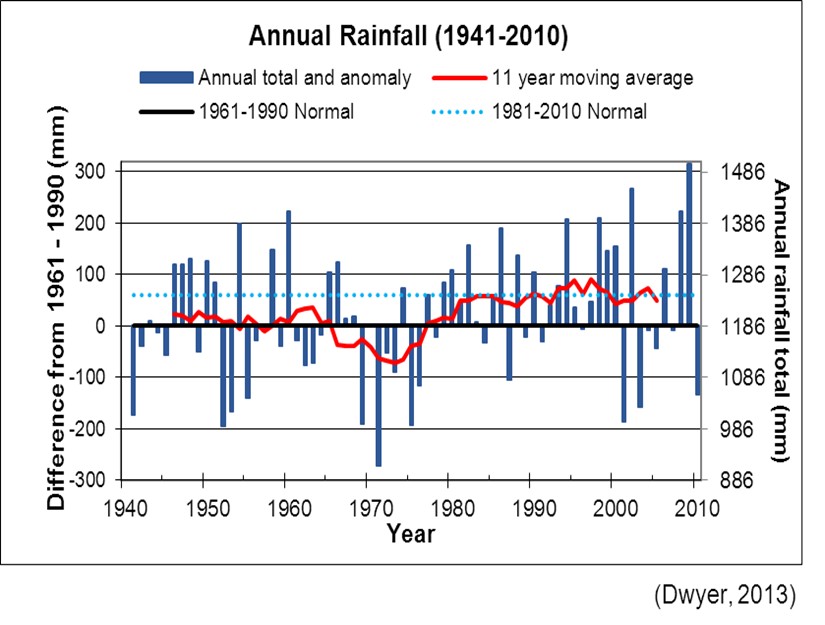 Annual Rainfall (1941-2010)
Annual total and anomaly
11 year moving average
1961-1990 Normal
1981-2010 Normal
Difference from 1961 - 1990 (mm)
300
200
100
0
-100
-200
-300
1486
1386
1286
1186
1086
986
886
Annual rainfall total (mm)
1940 1950 1960 1970 1980 1990 2000 2010
Year
(Dwyer, 2013)